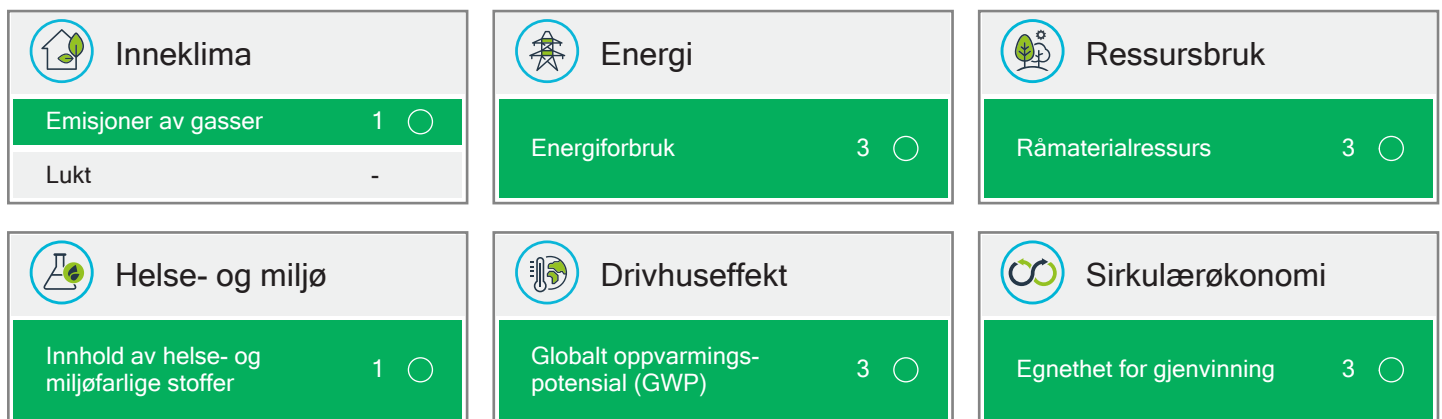 Inneklima
Emisjoner av gasser 1
Lukt -
Energi
Energiforbruk 3
Ressursbruk
Råmaterialressurs 3
Helse- og miljø
Innhold av helse- og
miljøfarlige stoffer 1
Drivhuseffekt
Globalt oppvarmings-
potensial (GWP) 3
Sirkulærøkonomi
Egnethet for gjenvinning 3